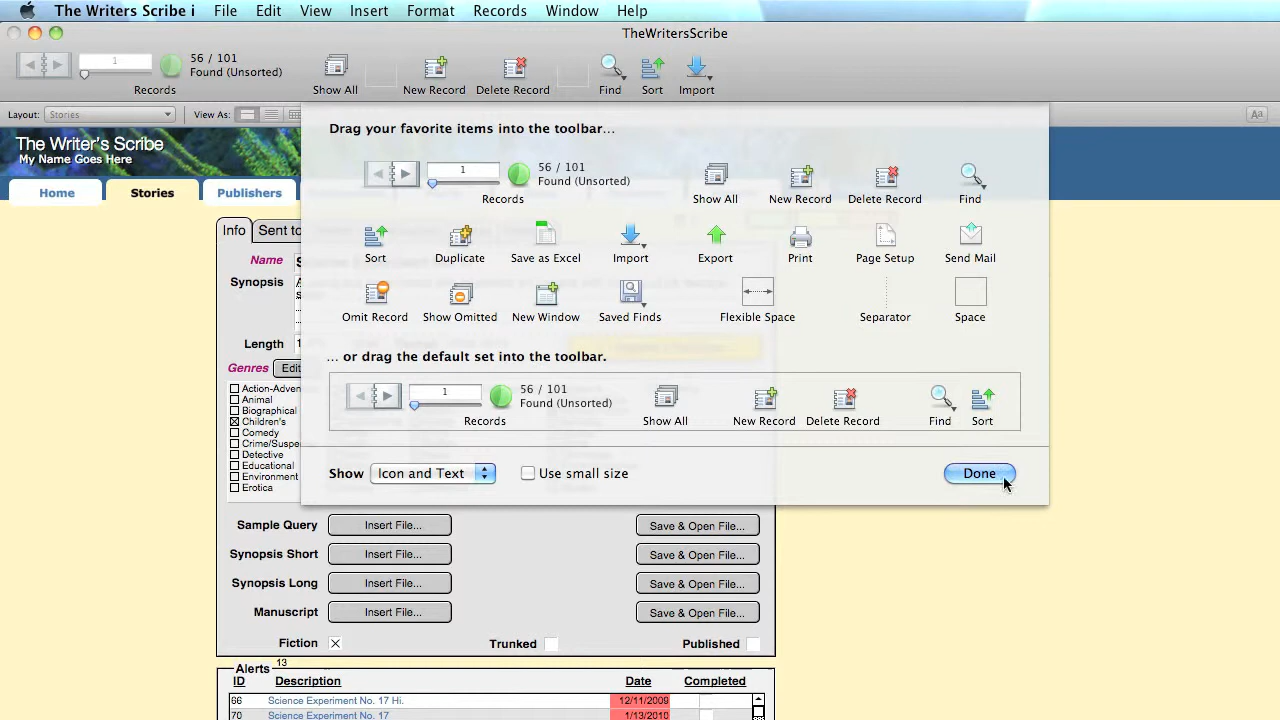 The Writers Scribe i File Edit View Insert Format Records Window Help
TheWritersScribe
1
56 / 101
Found (Unsorted)
Records Show All New Record Delete Record Find Sort Import
Layout: Stories View As: Aa
The Writer's Scribe
My Name Goes Here
Home Stories Publishers
Drag your favorite items into the toolbar...
1
56 / 101
Found (Unsorted)
Records Show All New Record Delete Record Find
Sort Duplicate Save as Excel Import Export Print Page Setup Send Mail
Omit Record Show Omitted New Window Saved Finds Flexible Space Separator Space
... or drag the default set into the toolbar.
1
56 / 101
Found (Unsorted)
Records Show All New Record Delete Record Find Sort
Show Icon and Text Use small size Done
Info Sent to
Name
Synopsis
Length
Genres Edit
Action-Adven
Animal
Biographical
Children's
Comedy
Crime/Suspe
Detective
Educational
Environment
Erotica
Sample Query Insert File... Save & Open File...
Synopsis Short Insert File... Save & Open File...
Synopsis Long Insert File... Save & Open File...
Manuscript Insert File... Save & Open File...
Fiction Trunked Published
Alerts 13
ID Description Date Completed
66 Science Experiment No. 17 Hi. 12/11/2009
70 Science Experiment No. 17 1/13/2010